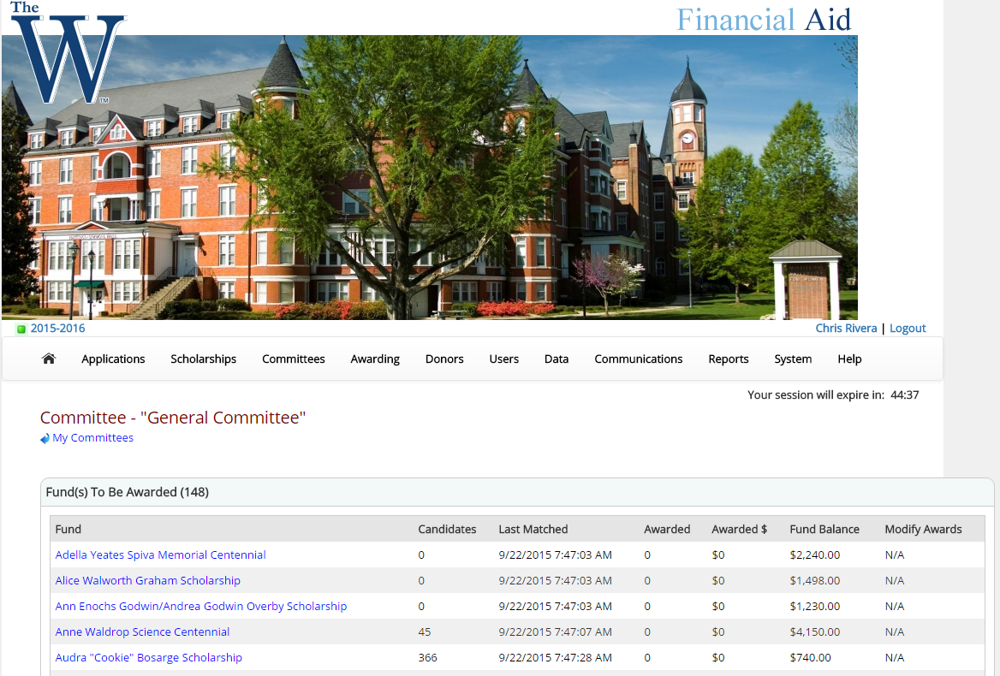 The
W
TM
Financial Aid
2015-2016
Chris Rivera | Logout
Applications Scholarships Committees Awarding Donors Users Data Communications Reports System Help
Your session will expire in: 44:37
Committee - "General Committee"
My Committees
Fund(s) To Be Awarded (148)
Fund Candidates Last Matched Awarded Awarded $ Fund Balance Modify Awards
Adella Yeates Spiva Memorial Centennial 0 9/22/2015 7:47:03 AM 0 $0 $2,240.00 N/A
Alice Walworth Graham Scholarship 0 9/22/2015 7:47:03 AM 0 $0 $1,498.00 N/A
Ann Enochs Godwin/Andrea Godwin Overby Scholarship 0 9/22/2015 7:47:03 AM 0 $0 $1,230.00 N/A
Anne Waldrop Science Centennial 45 9/22/2015 7:47:07 AM 0 $0 $4,150.00 N/A
Audra "Cookie" Bosarge Scholarship 366 9/22/2015 7:47:28 AM 0 $0 $740.00 N/A